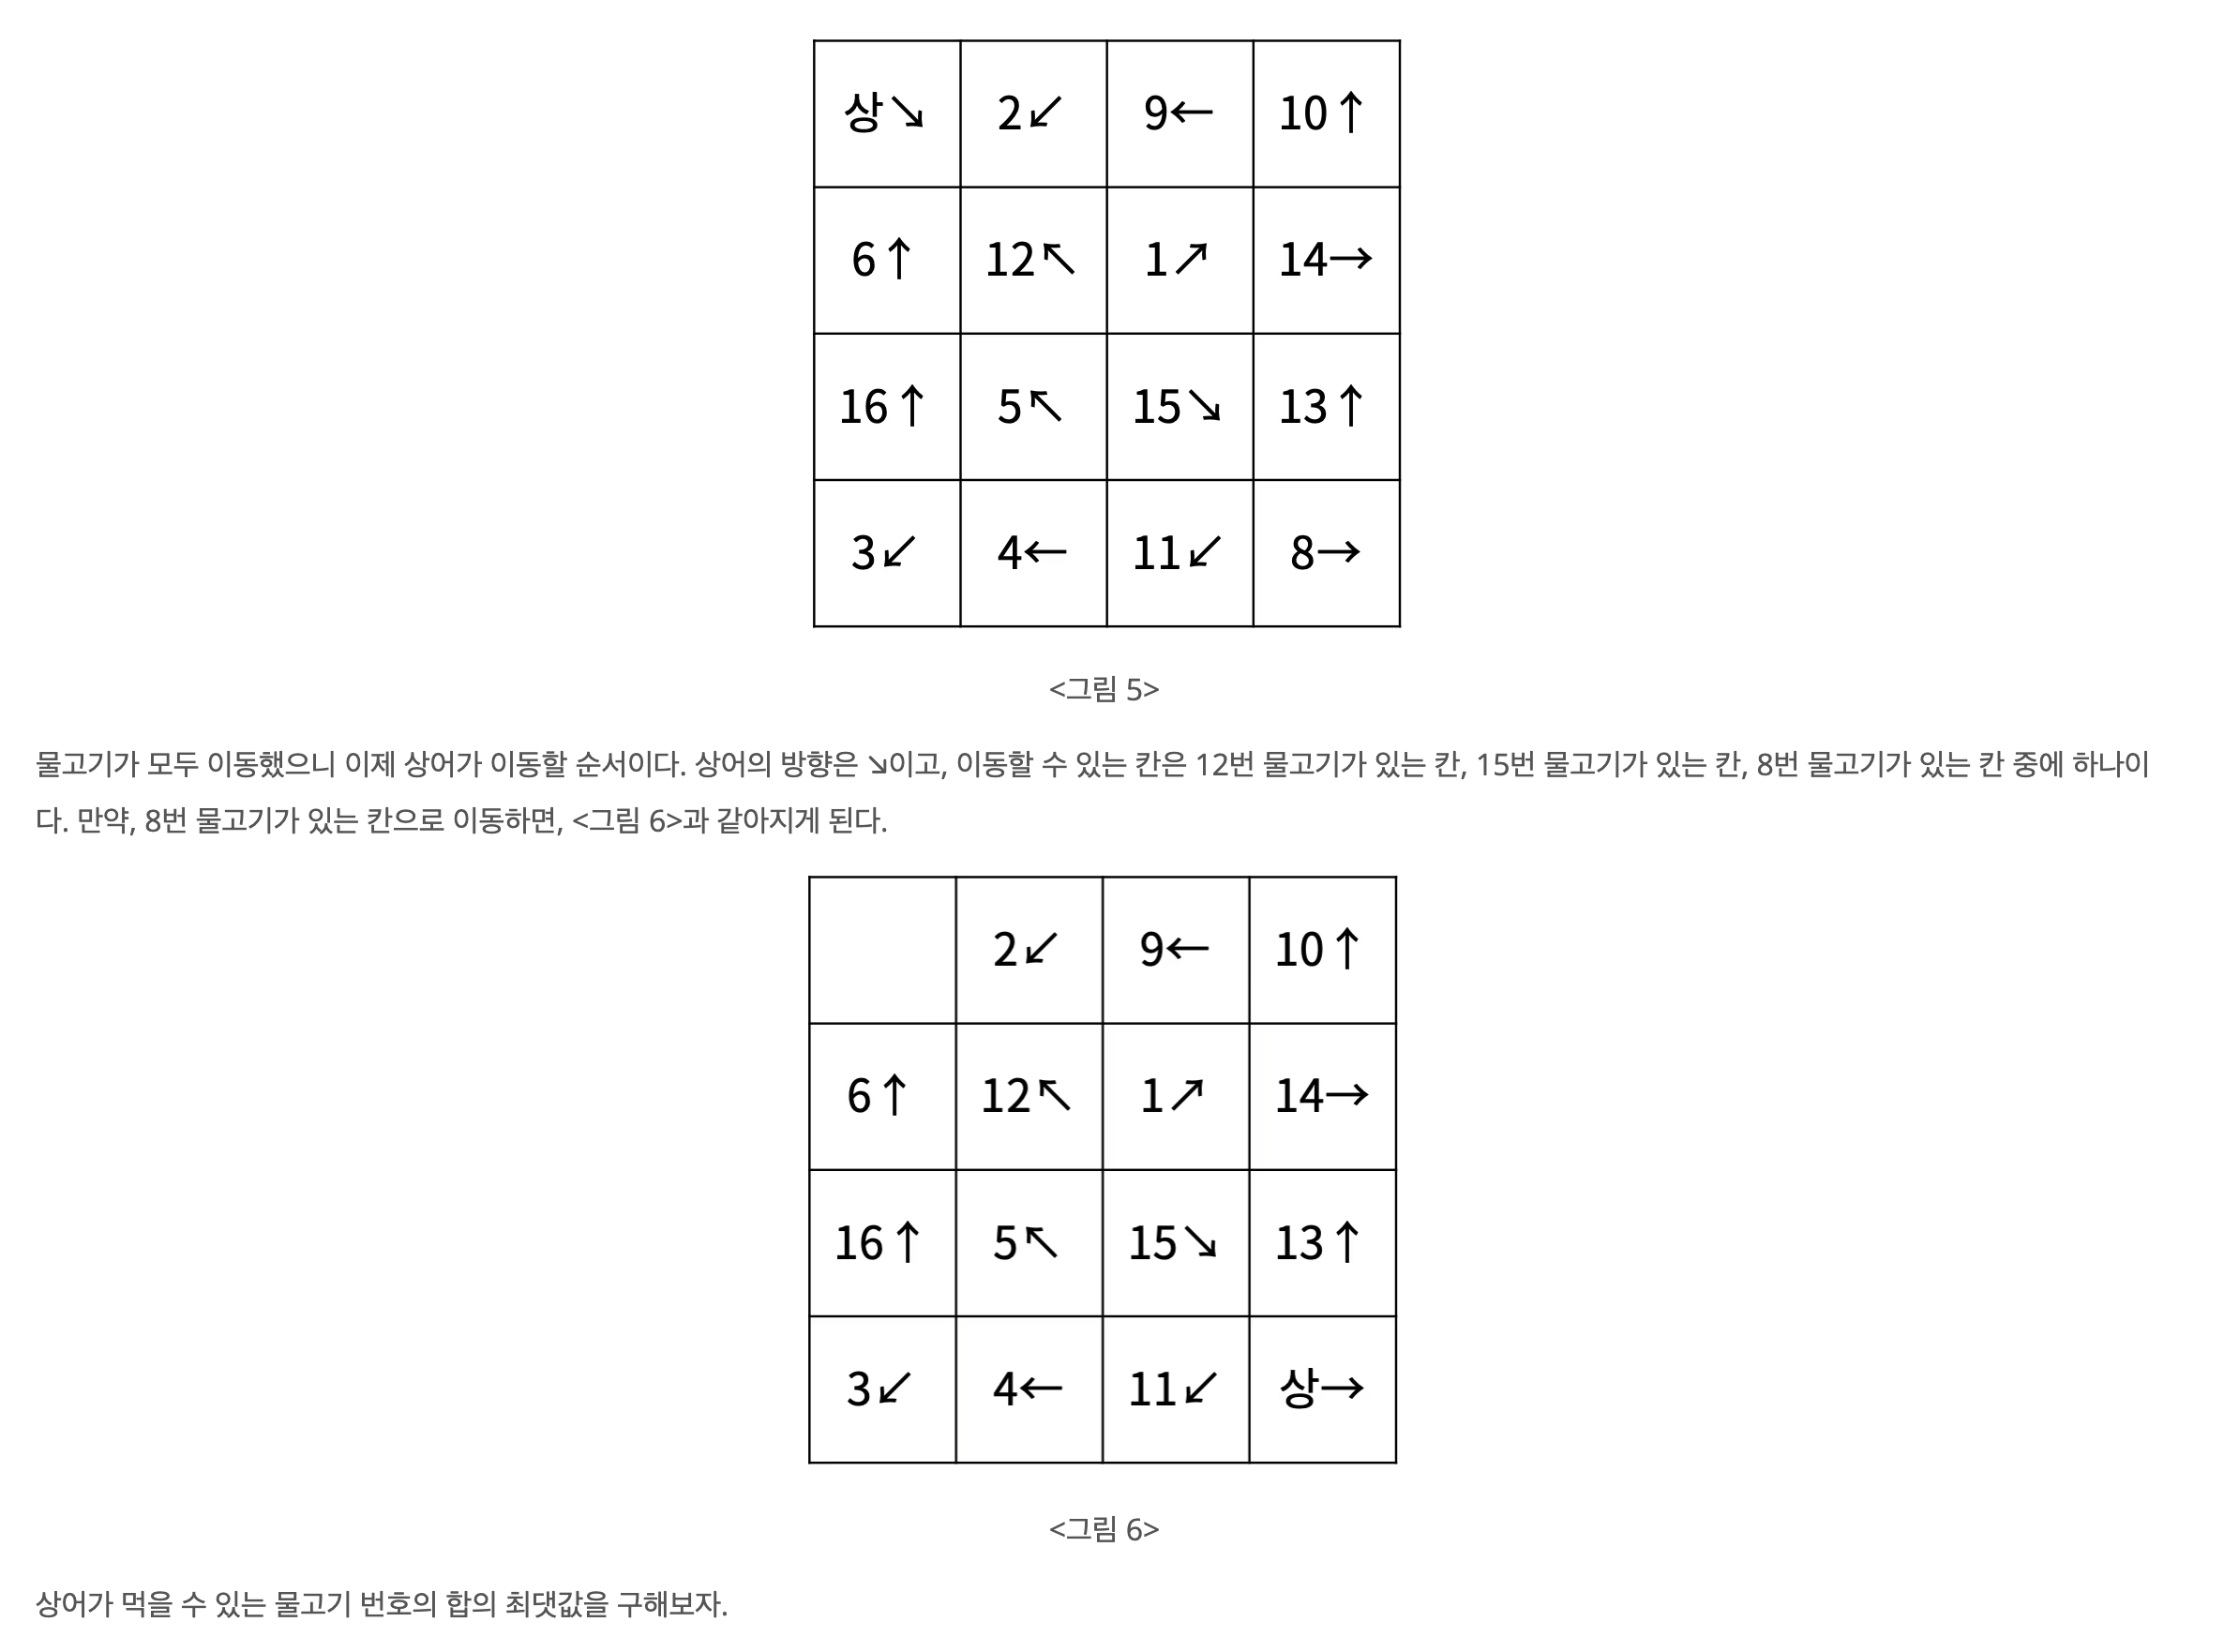 상↘ 2↙ 9← 10↑
6↑ 12↖ 1↗ 14→
16↑ 5↖ 15↘ 13↑
3↙ 4← 11↙ 8→
<그림 5>
물고기가 모두 이동했으니 이제 상어가 이동할 순서이다. 상어의 방향은 ↘이고, 이동할 수 있는 칸은 12번 물고기가 있는 칸, 15번 물고기가 있는 칸, 8번 물고기가 있는 칸 중에 하나이
다. 만약, 8번 물고기가 있는 칸으로 이동하면, <그림 6>과 같아지게 된다.
2↙ 9← 10↑
6↑ 12↖ 1↗ 14→
16↑ 5↖ 15↘ 13↑
3↙ 4← 11↙ 상→
<그림 6>
상어가 먹을 수 있는 물고기 번호의 합의 최댓값을 구해보자.